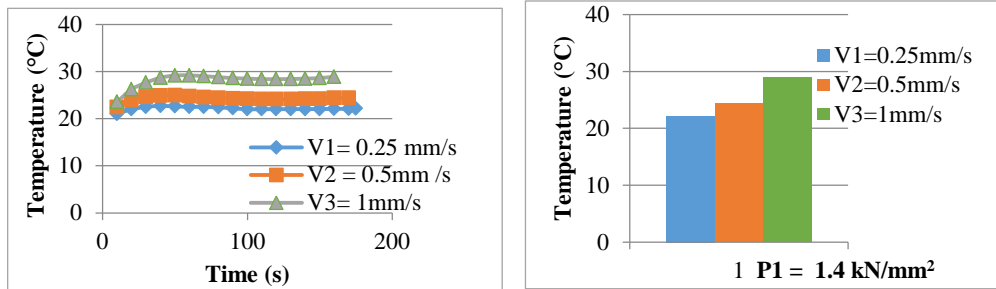 40
30
20
10
0
Temperature (°C)
V1= 0.25 mm/s
V2 = 0.5mm /s
V3= 1mm/s
0 100 200
Time (s)
40
30
20
10
0
Temperature (°C)
V1=0.25mm/s
V2=0.5mm/s
V3=1mm/s
1 P1 = 1.4 kN/mm²